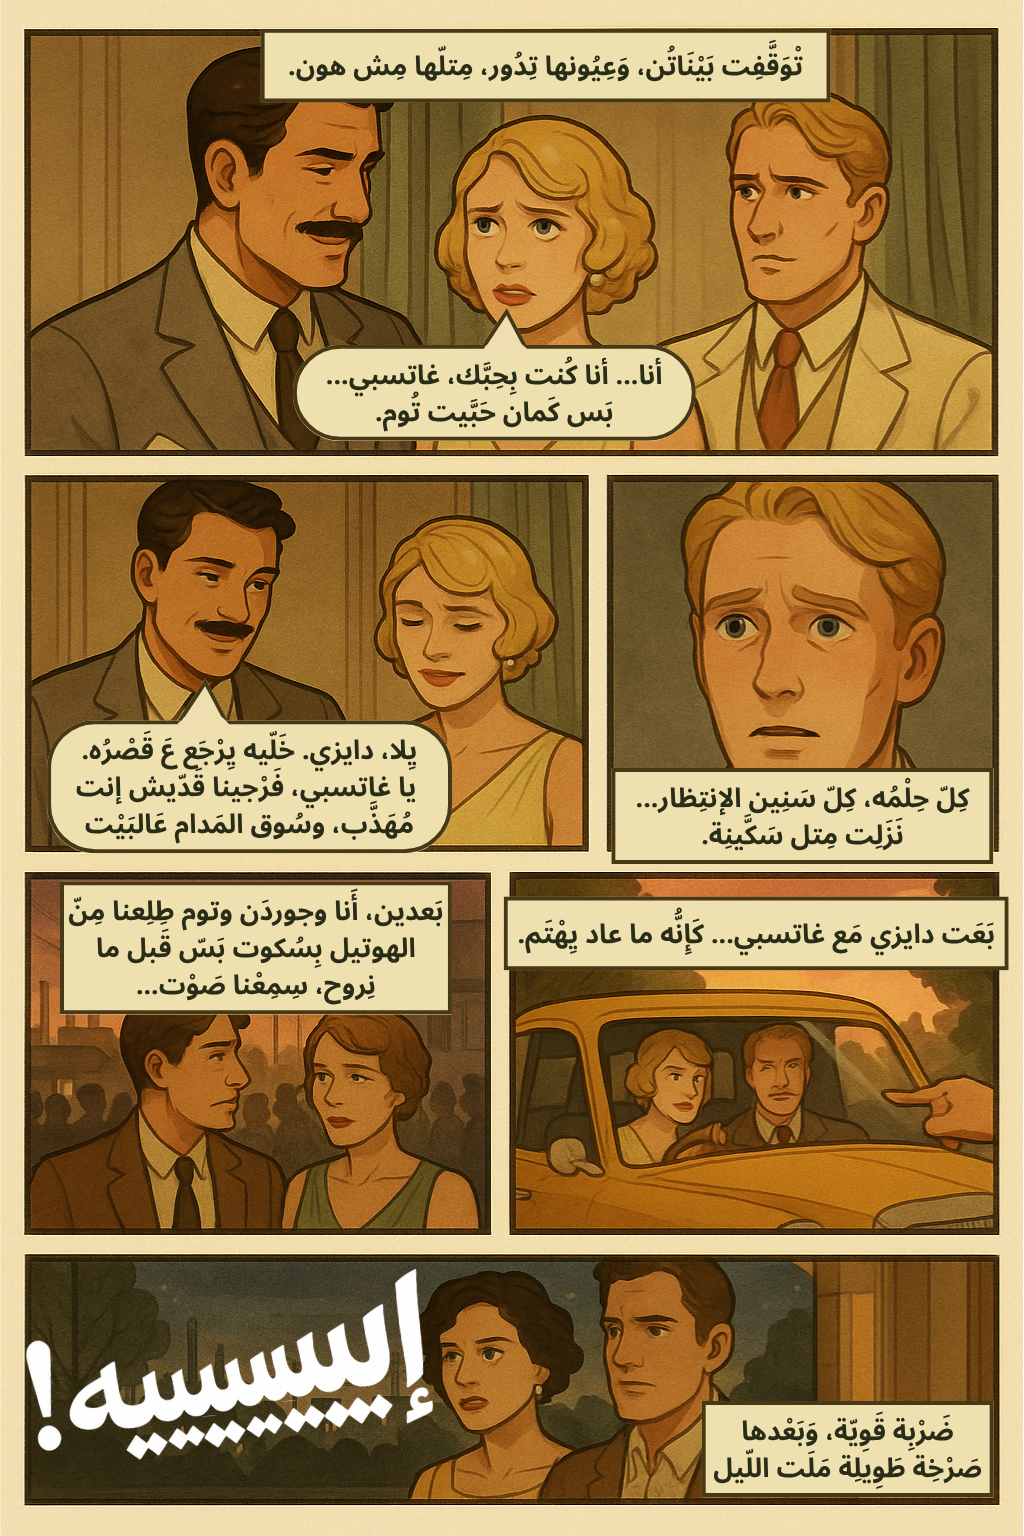 تْوَقَّفِت بَيْنَاتُن، وَعِيُونها تِدُور، مِتلّها مِش هون.
أنا... أنا كُنت بِحِبَّك، غاتسبي...
بَس كَمان حَبَّيت تُوم.
يِلا، دايزي. خَلّيه يِرْجَع عَ قَصْرُه.
يا غاتسبي، فَرْجينا قَدّيش إنت
مُهَذَّب، وسُوق المَدام عَالبَيْت
كِلّ حِلْمُه، كِلّ سَنِين الإنتِظار...
نَزَلِت مِتل سَكَّينِة.
بَعدين، أَنا وجوردَن وتوم طِلِعنا مِنّ
الهوتيل بِسُكوت بَسّ قَبل ما
نِروح، سِمِعْنا صَوْت...
بَعَت دايزي مَع غاتسبي... كَإِنُّه ما عاد يِهْتَم.
إييييييييه!
ضَرْبِة قَوِيّة، وَبَعْدها
صَرْخِة طَوِيلِة مَلَت اللّيل